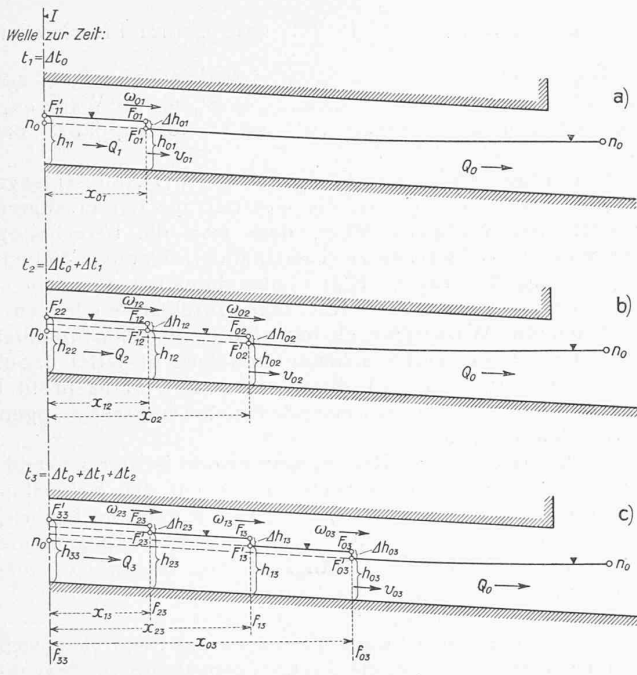 I
Welle zur Zeit:
t₁ = Δt₀
a)
F'₁₁ ω₀₁ F₀₁ Δh₀₁
n₀ F'₀₁ n₀
h₁₁ Q₁ h₀₁ υ₀₁ Q₀
x₀₁
t₂ = Δt₀ + Δt₁
b)
F'₂₂ ω₁₂ F₁₂ Δh₁₂ ω₀₂ F₀₂ Δh₀₂
n₀ F'₁₂ F'₀₂ n₀
h₂₂ Q₂ h₁₂ h₀₂ υ₀₂ Q₀
x₁₂
x₀₂
t₃ = Δt₀ + Δt₁ + Δt₂
c)
F'₃₃ ω₂₃ F₂₃ Δh₂₃ ω₁₃ F₁₃ Δh₁₃ ω₀₃ F₀₃ Δh₀₃
n₀ F'₂₃ F'₁₃ F'₀₃ n₀
h₃₃ Q₃ h₂₃ h₁₃ h₀₃ υ₀₃ Q₀
x₁₃ f₂₃
x₂₃ f₁₃
x₀₃
f₃₃ f₀₃